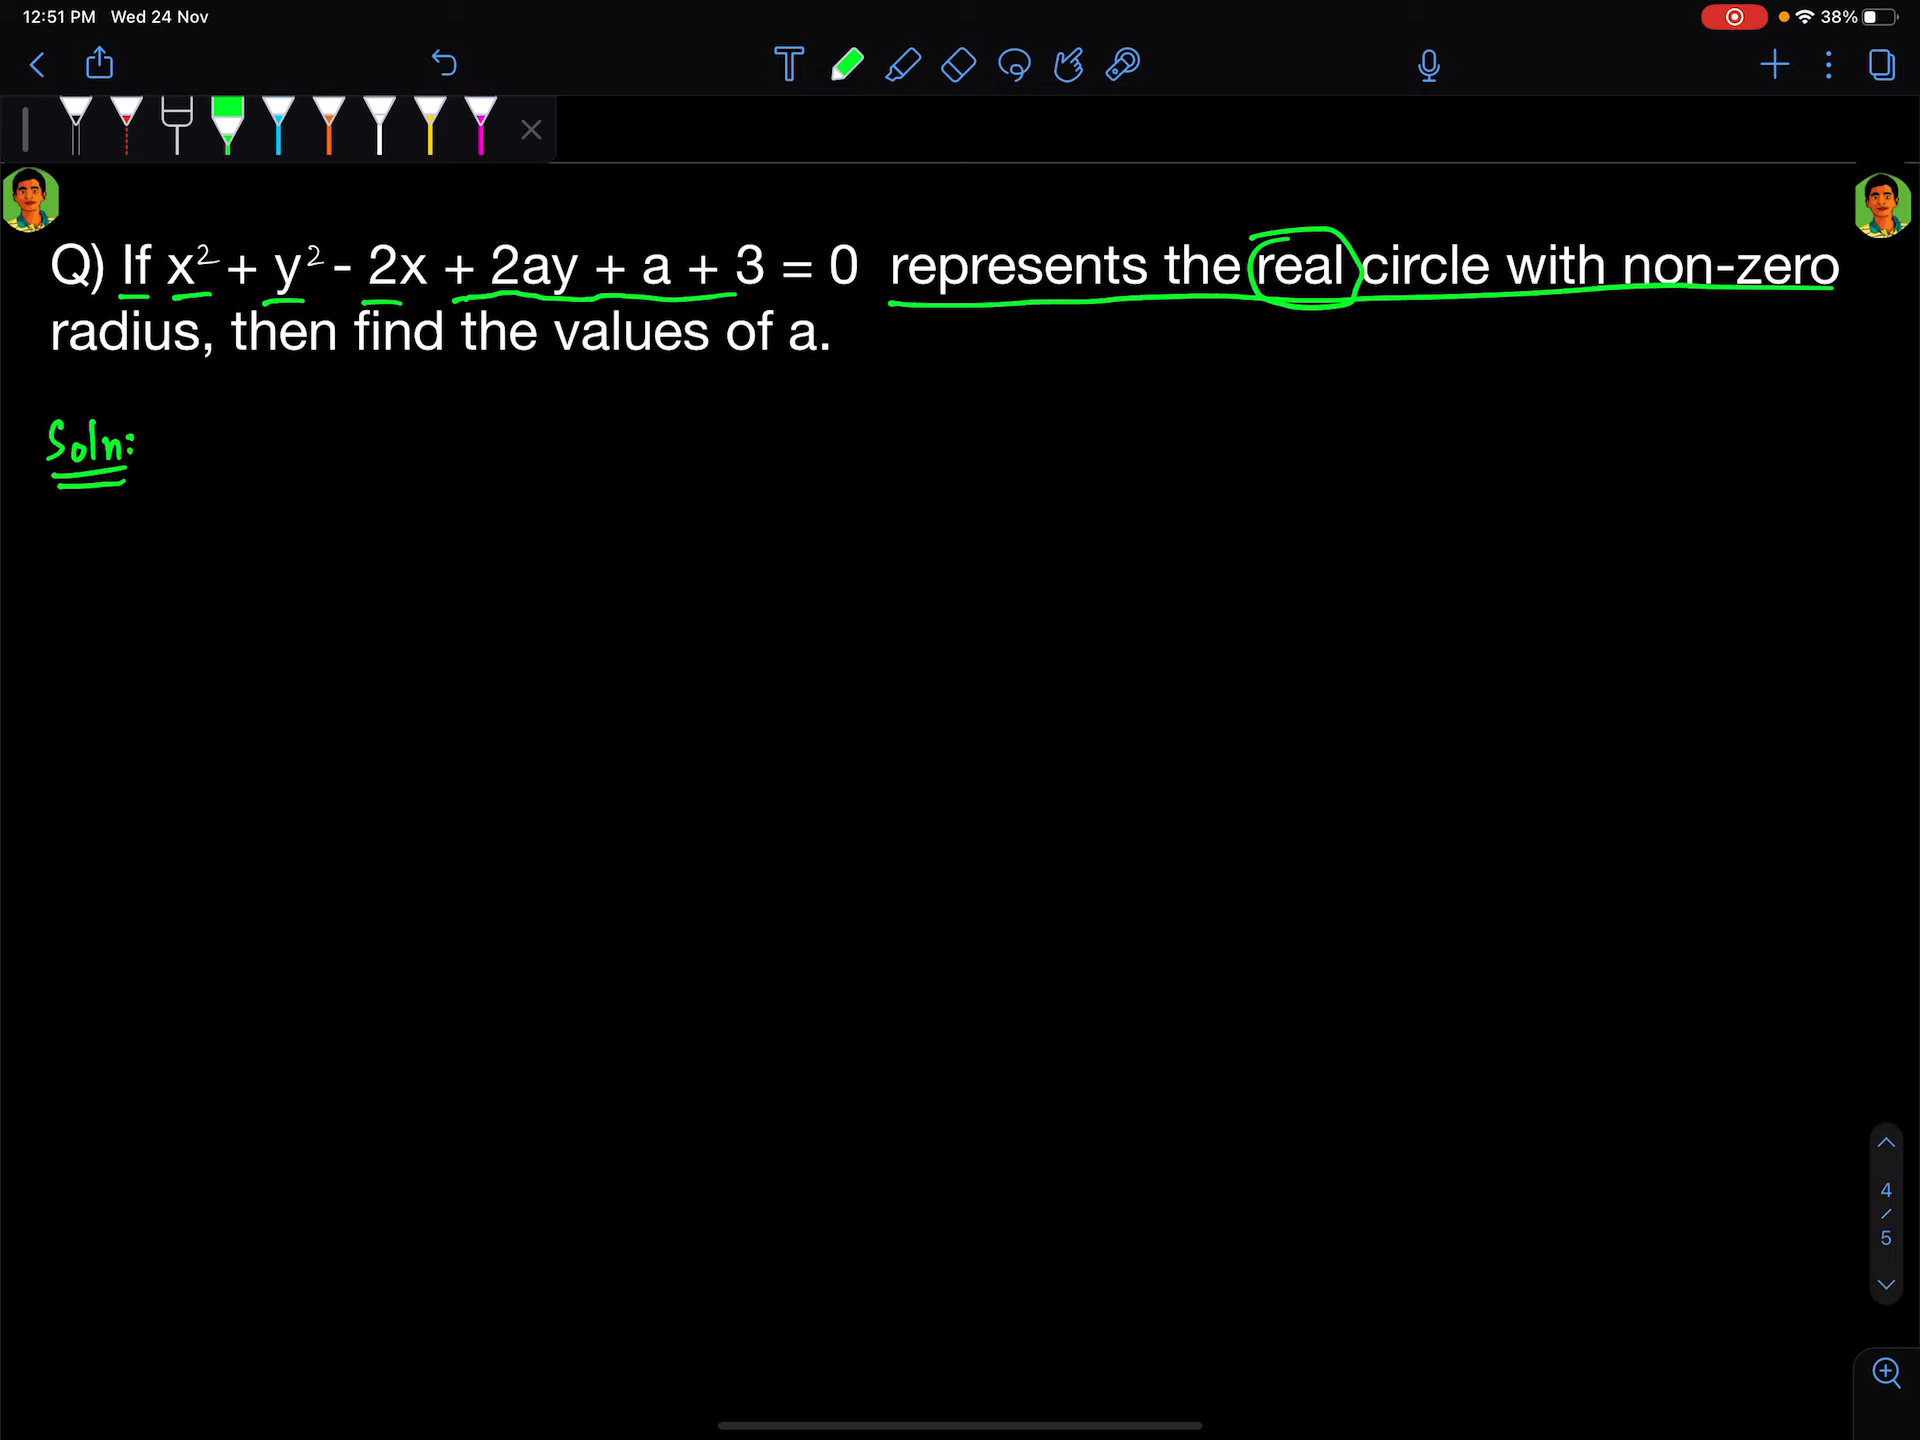 12:51 PM Wed 24 Nov
38%
Q) If x² + y² - 2x + 2ay + a + 3 = 0 represents the real circle with non-zero
radius, then find the values of a.
Soln:
4
/
5